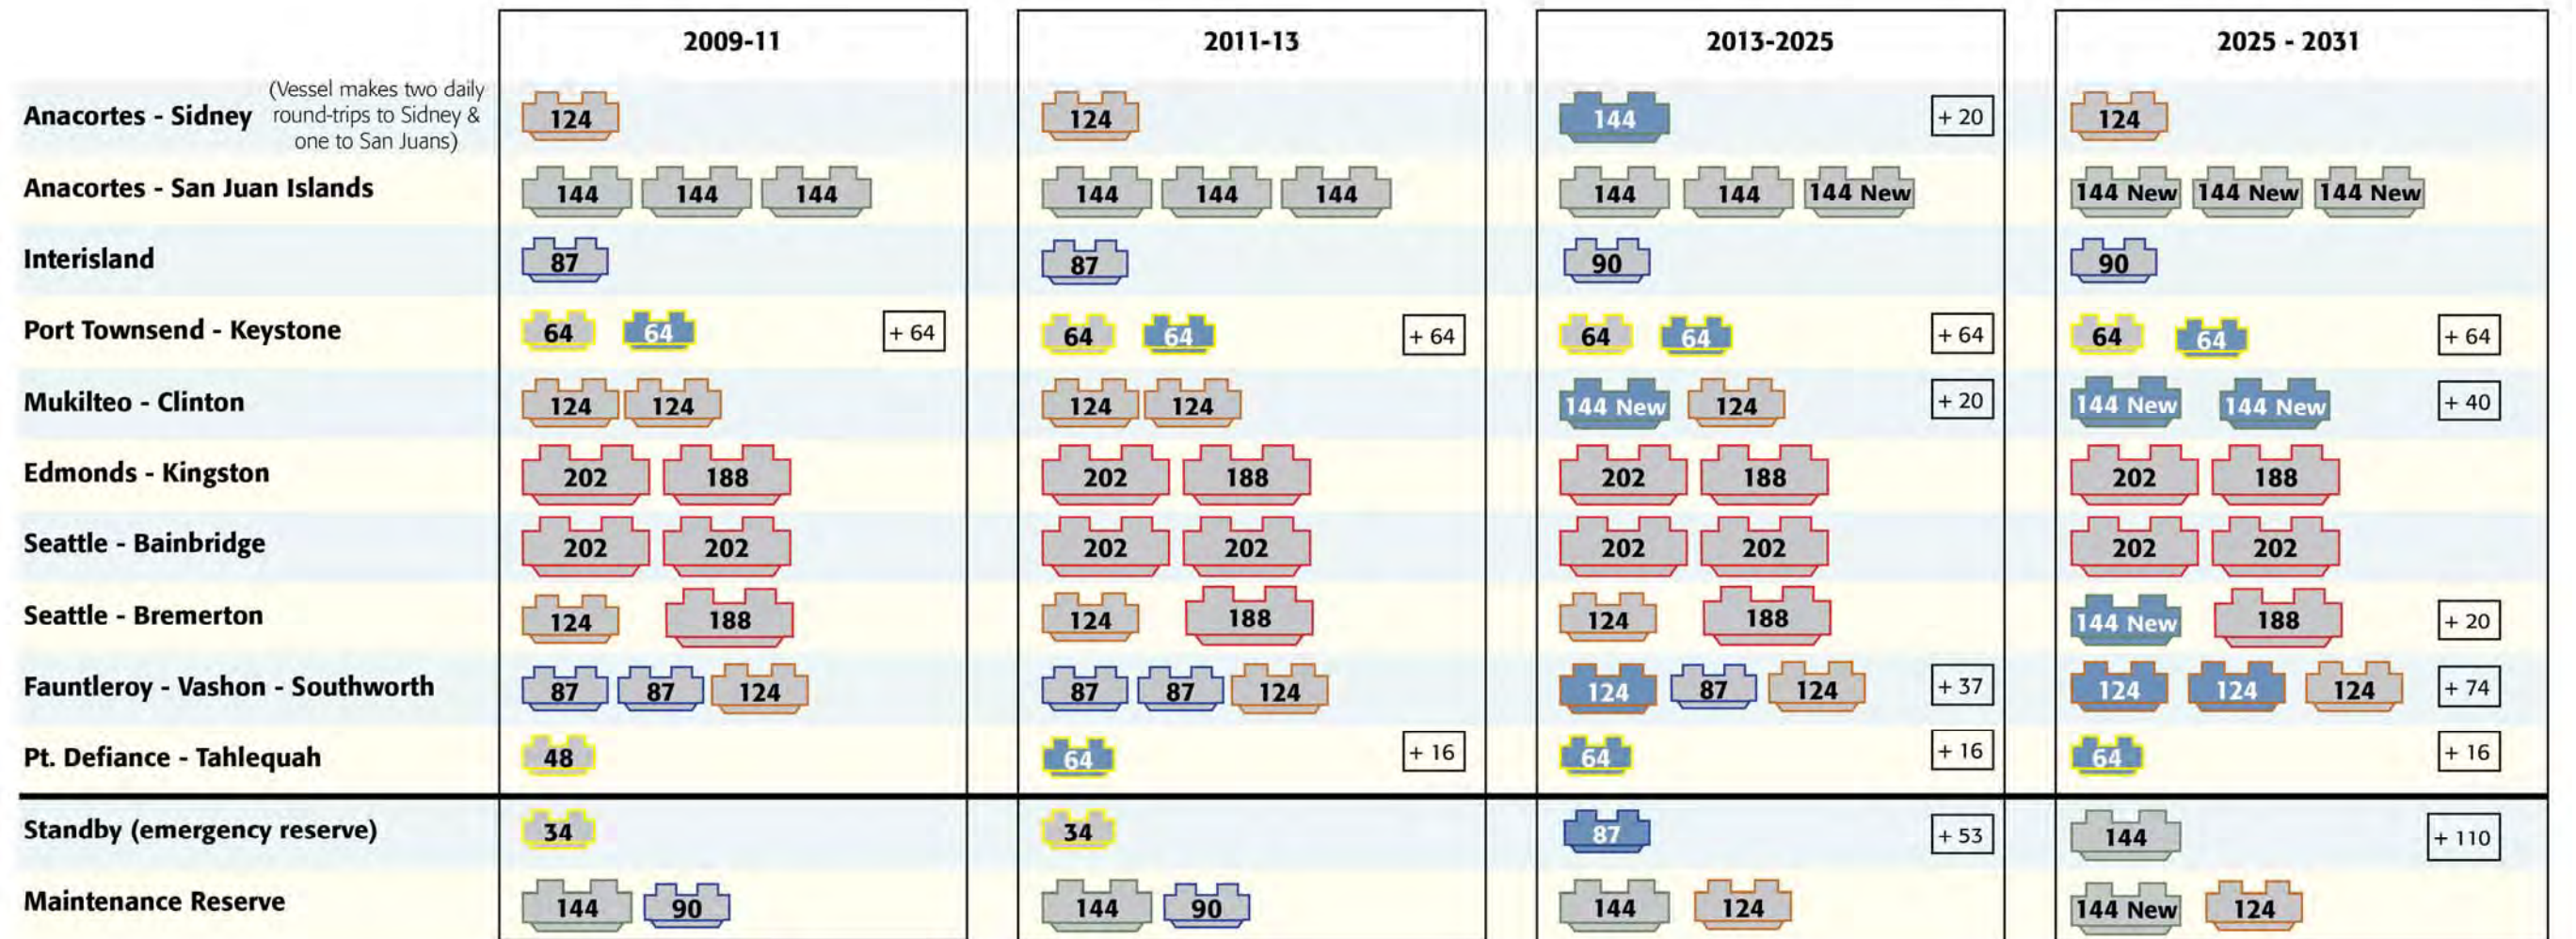 2009-11 2011-13 2013-2025 2025 - 2031
(Vessel makes two daily
Anacortes - Sidney round-trips to Sidney & 124 124 144 + 20 124
one to San Juans)
Anacortes - San Juan Islands 144 144 144 144 144 144 144 144 144 New 144 New 144 New 144 New
Interisland 87 87 90 90
Port Townsend - Keystone 64 64 + 64 64 64 + 64 64 64 + 64 64 64 + 64
Mukilteo - Clinton 124 124 124 124 144 New 124 + 20 144 New 144 New + 40
Edmonds - Kingston 202 188 202 188 202 188 202 188
Seattle - Bainbridge 202 202 202 202 202 202 202 202
Seattle - Bremerton 124 188 124 188 124 188 144 New 188 + 20
Fauntleroy - Vashon - Southworth 87 87 124 87 87 124 124 87 124 + 37 124 124 124 + 74
Pt. Defiance - Tahlequah 48 64 + 16 64 + 16 64 + 16
Standby (emergency reserve) 34 34 87 + 53 144 + 110
Maintenance Reserve 144 90 144 90 144 124 144 New 124